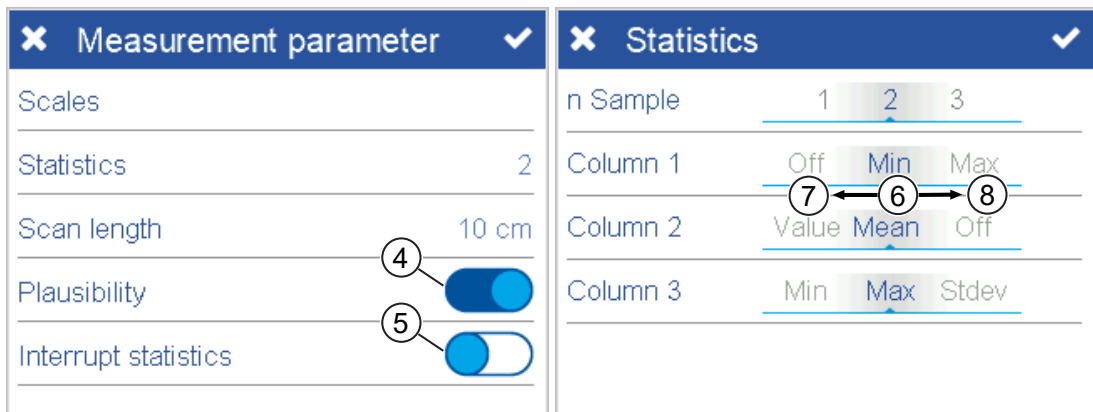 Measurement parameter
Scales
Statistics 2
Scan length 10 cm
4
Plausibility
5
Interrupt statistics
Statistics
n Sample 1 2 3
Column 1 Off Min Max
7 6 8
Column 2 Value Mean Off
Column 3 Min Max Stdev